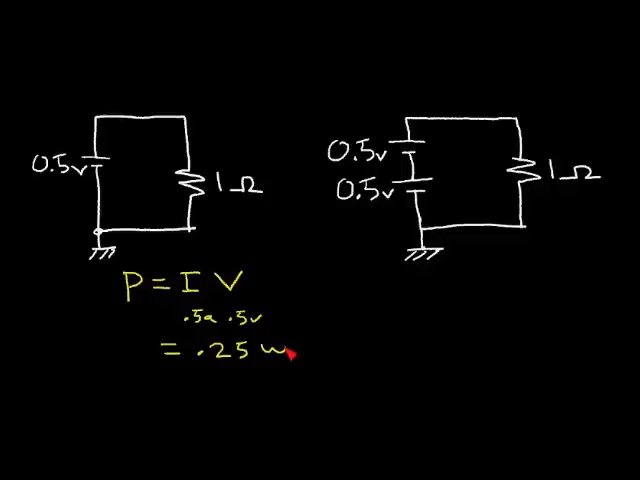 0.5v
1Ω
0.5v
0.5v
1Ω
P = I V
.5a .5v
= .25 w